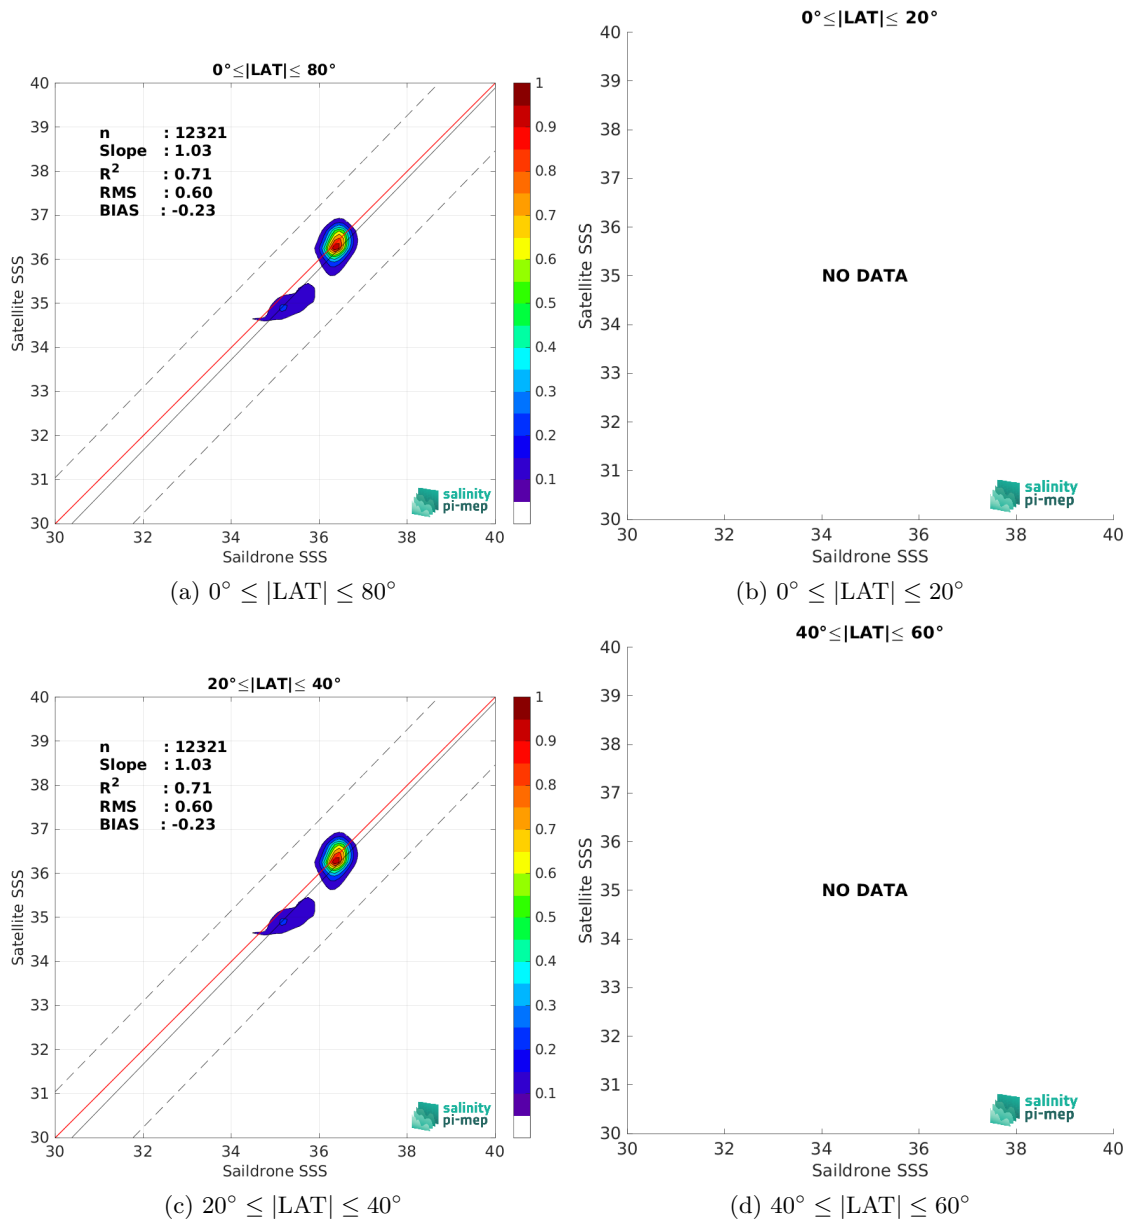 0°≤|LAT|≤ 80°
40
39
38
37
36
35
34
33
32
31
30
Satellite SSS
n : 12321
Slope : 1.03
R² : 0.71
RMS : 0.60
BIAS : -0.23
salinity
pi-mep
30 32 34 36 38 40
Saildrone SSS
1
0.9
0.8
0.7
0.6
0.5
0.4
0.3
0.2
0.1
(a) 0° ≤ |LAT| ≤ 80°
0°≤|LAT|≤ 20°
40
39
38
37
36
35
34
33
32
31
30
Satellite SSS
NO DATA
salinity
pi-mep
30 32 34 36 38 40
Saildrone SSS
(b) 0° ≤ |LAT| ≤ 20°
20°≤|LAT|≤ 40°
40
39
38
37
36
35
34
33
32
31
30
Satellite SSS
n : 12321
Slope : 1.03
R² : 0.71
RMS : 0.60
BIAS : -0.23
salinity
pi-mep
30 32 34 36 38 40
Saildrone SSS
1
0.9
0.8
0.7
0.6
0.5
0.4
0.3
0.2
0.1
(c) 20° ≤ |LAT| ≤ 40°
40°≤|LAT|≤ 60°
40
39
38
37
36
35
34
33
32
31
30
Satellite SSS
NO DATA
salinity
pi-mep
30 32 34 36 38 40
Saildrone SSS
(d) 40° ≤ |LAT| ≤ 60°